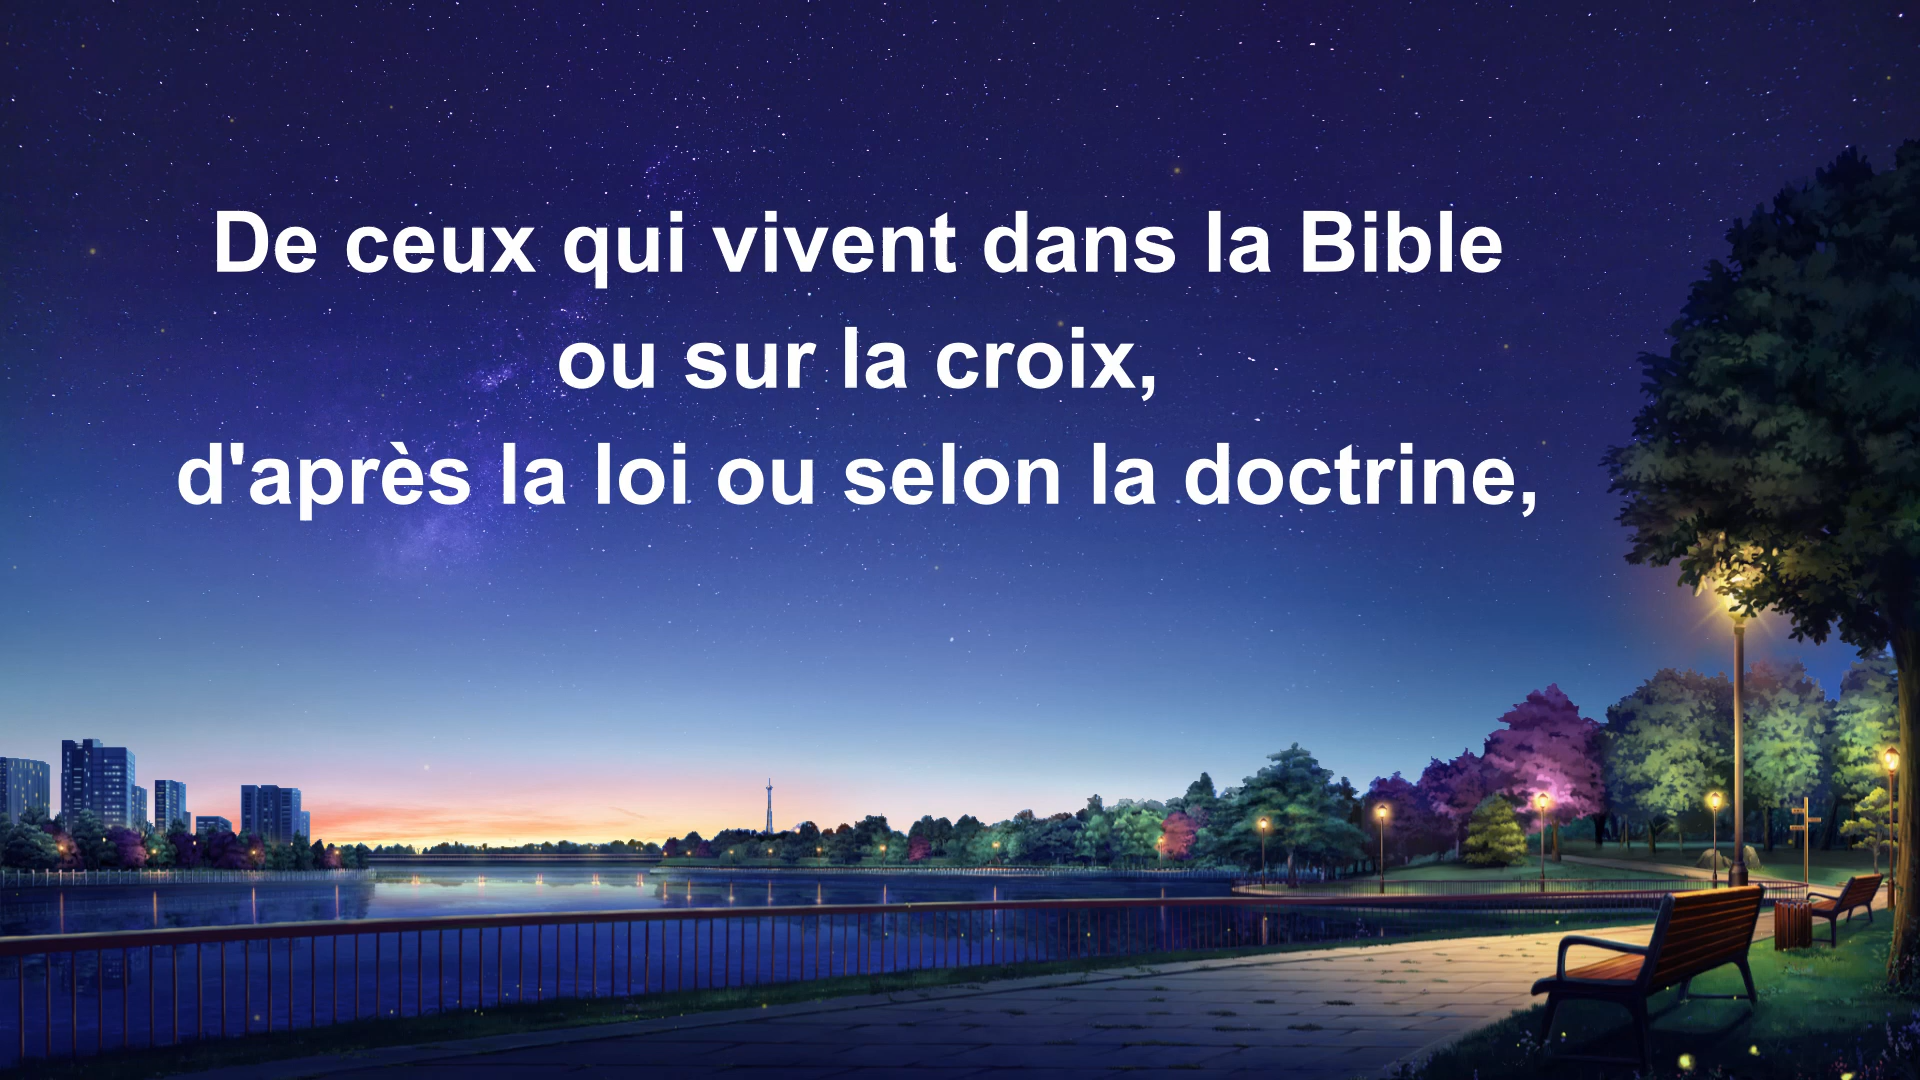 De ceux qui vivent dans la Bible
ou sur la croix,
d'après la loi ou selon la doctrine,